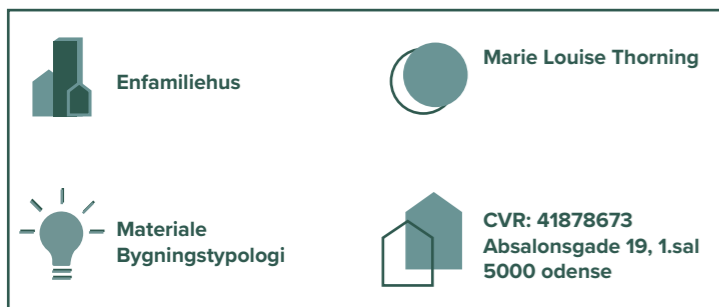 Enfamiliehus
Marie Louise Thorning
Materiale
Bygningstypologi
CVR: 41878673
Absalonsgade 19, 1.sal
5000 odense